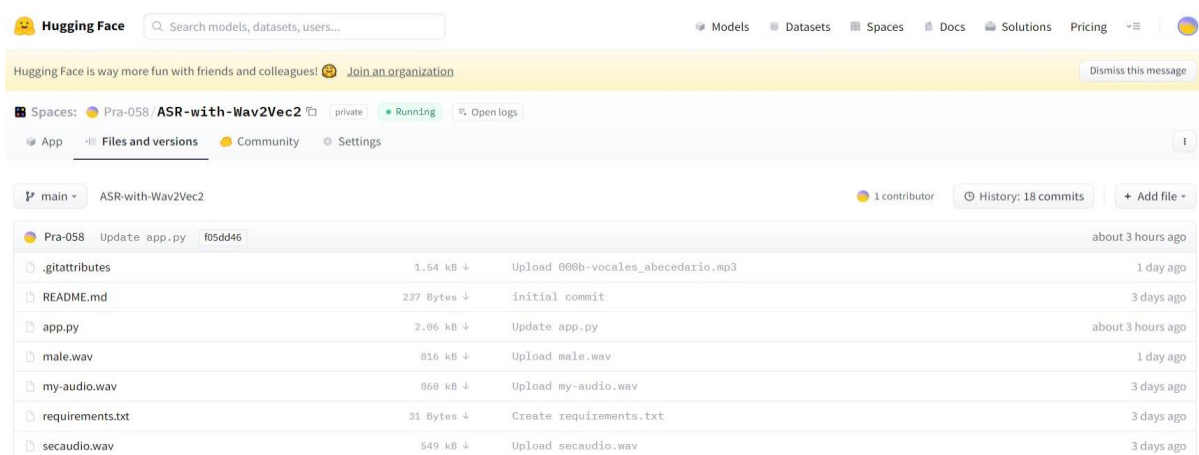 Hugging Face Search models, datasets, users... Models Datasets Spaces Docs Solutions Pricing
Hugging Face is way more fun with friends and colleagues! Join an organization Dismiss this message
Spaces: Pra-058/ASR-with-Wav2Vec2 private Running Open logs
App Files and versions Community Settings
main ASR-with-Wav2Vec2 1 contributor History: 18 commits + Add file
Pra-058 Update app.py f05dd46 about 3 hours ago
.gitattributes 1.54 kB Upload 000b-vocales_abecedario.mp3 1 day ago
README.md 237 Bytes initial commit 3 days ago
app.py 2.06 kB Update app.py about 3 hours ago
male.wav 816 kB Upload male.wav 1 day ago
my-audio.wav 860 kB Upload my-audio.wav 3 days ago
requirements.txt 31 Bytes Create requirements.txt 3 days ago
secaudio.wav 549 kB Upload secaudio.wav 3 days ago